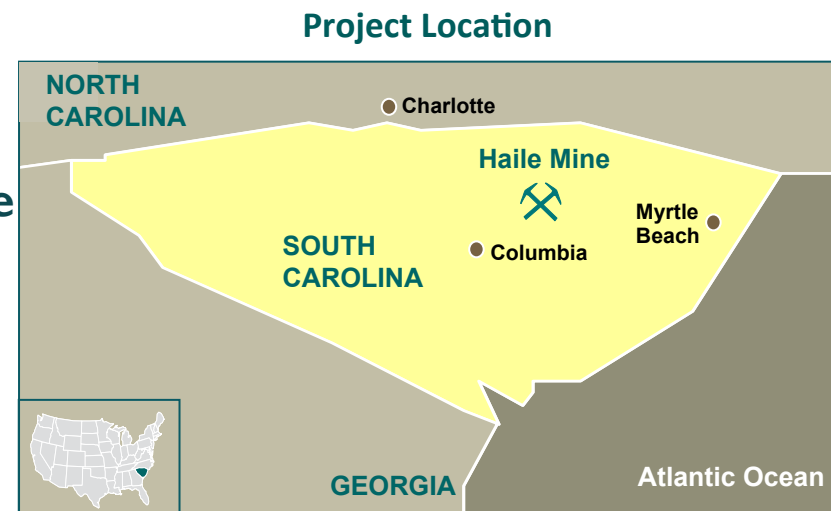 Project Location
NORTH
CAROLINA
Charlotte
Haile Mine
e
Myrtle
Beach
SOUTH
CAROLINA
Columbia
GEORGIA
Atlantic Ocean